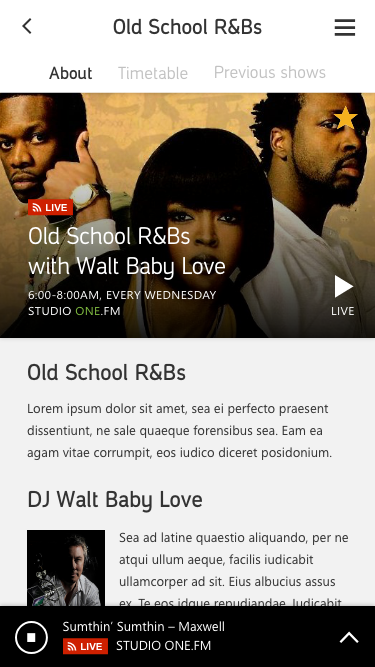 Old School R&Bs
About Timetable Previous shows
LIVE
Old School R&Bs
with Walt Baby Love
6:00-8:00AM, EVERY WEDNESDAY
STUDIO ONE.FM
LIVE
Old School R&Bs
Lorem ipsum dolor sit amet, sea ei perfecto praesent
dissentiunt, ne sale quaeque forensibus sea. Eam ea
agam vitae corrumpit, eos iudico diceret posidonium.
DJ Walt Baby Love
Sea ad latine quaestio aliquando, per ne
atqui ullum aeque, facilis iudicabit
ullamcorper ad sit. Eius albucius assus
ex. Te eos idque repudiandae. Iudicabit
Sumthin’ Sumthin – Maxwell
LIVE STUDIO ONE.FM